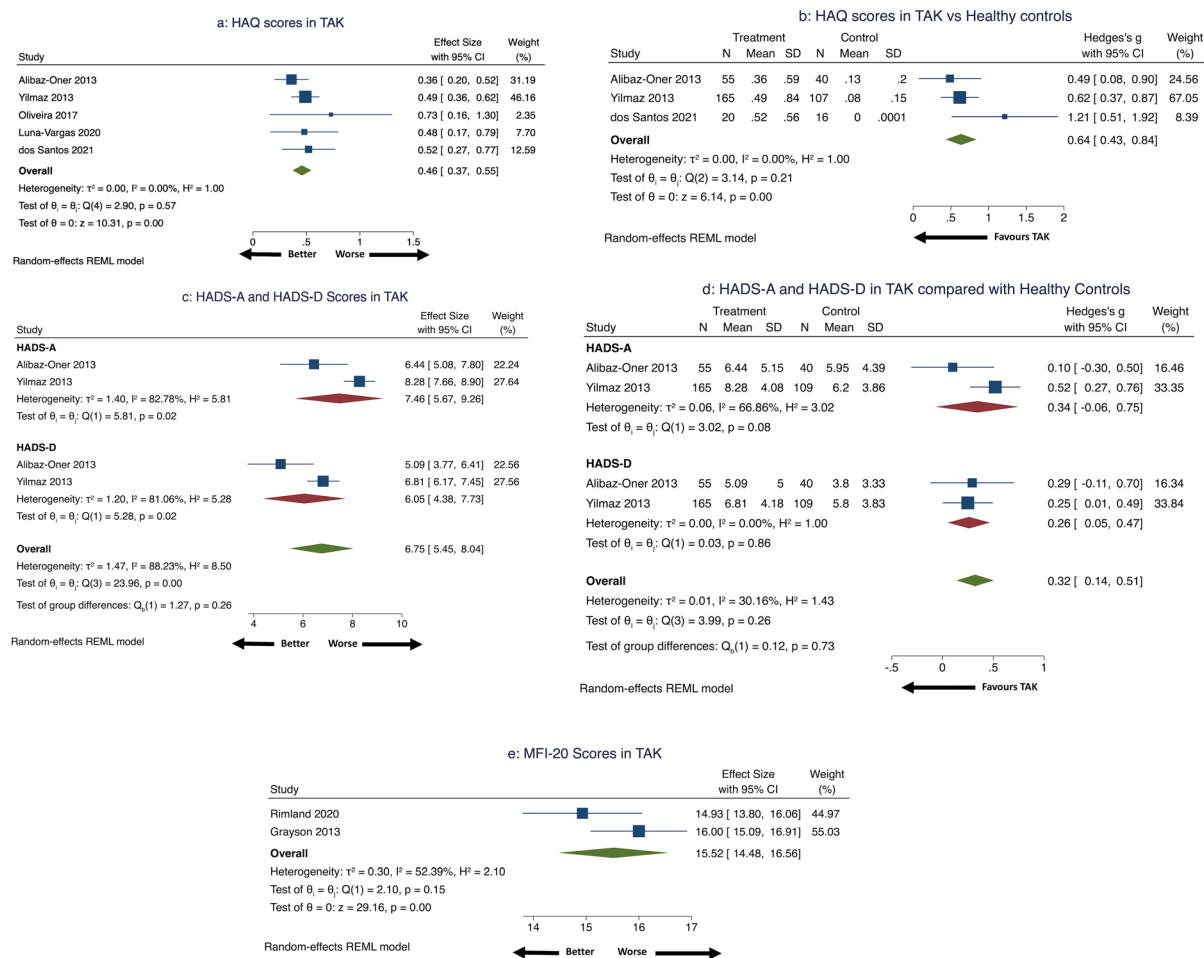 a: HAQ scores in TAK
Effect Size Weight
Study with 95% CI (%)
Alibaz-Oner 2013 0.36 [ 0.20, 0.52] 31.19
Yilmaz 2013 0.49 [ 0.36, 0.62] 46.16
Oliveira 2017 0.73 [ 0.16, 1.30] 2.35
Luna-Vargas 2020 0.48 [ 0.17, 0.79] 7.70
dos Santos 2021 0.52 [ 0.27, 0.77] 12.59
Overall 0.46 [ 0.37, 0.55]
Heterogeneity: τ² = 0.00, I² = 0.00%, H² = 1.00
Test of θᵢ = θⱼ: Q(4) = 2.90, p = 0.57
Test of θ = 0: z = 10.31, p = 0.00
0 .5 1 1.5
Better Worse
Random-effects REML model
b: HAQ scores in TAK vs Healthy controls
Treatment Control Hedges's g Weight
Study N Mean SD N Mean SD with 95% CI (%)
Alibaz-Oner 2013 55 .36 .59 40 .13 .2 0.49 [ 0.08, 0.90] 24.56
Yilmaz 2013 165 .49 .84 107 .08 .15 0.62 [ 0.37, 0.87] 67.05
dos Santos 2021 20 .52 .56 16 0 .0001 1.21 [ 0.51, 1.92] 8.39
Overall 0.64 [ 0.43, 0.84]
Heterogeneity: τ² = 0.00, I² = 0.00%, H² = 1.00
Test of θᵢ = θⱼ: Q(2) = 3.14, p = 0.21
Test of θ = 0: z = 6.14, p = 0.00
0 .5 1 1.5 2
Random-effects REML model
Favours TAK
c: HADS-A and HADS-D Scores in TAK
Effect Size Weight
Study with 95% CI (%)
HADS-A
Alibaz-Oner 2013 6.44 [ 5.08, 7.80] 22.24
Yilmaz 2013 8.28 [ 7.66, 8.90] 27.64
Heterogeneity: τ² = 1.40, I² = 82.78%, H² = 5.81 7.46 [ 5.67, 9.26]
Test of θᵢ = θⱼ: Q(1) = 5.81, p = 0.02
HADS-D
Alibaz-Oner 2013 5.09 [ 3.77, 6.41] 22.56
Yilmaz 2013 6.81 [ 6.17, 7.45] 27.56
Heterogeneity: τ² = 1.20, I² = 81.06%, H² = 5.28 6.05 [ 4.38, 7.73]
Test of θᵢ = θⱼ: Q(1) = 5.28, p = 0.02
Overall 6.75 [ 5.45, 8.04]
Heterogeneity: τ² = 1.47, I² = 88.23%, H² = 8.50
Test of θᵢ = θⱼ: Q(3) = 23.96, p = 0.00
Test of group differences: Q_b(1) = 1.27, p = 0.26
4 6 8 10
Random-effects REML model
Better Worse
d: HADS-A and HADS-D in TAK compared with Healthy Controls
Treatment Control Hedges's g Weight
Study N Mean SD N Mean SD with 95% CI (%)
HADS-A
Alibaz-Oner 2013 55 6.44 5.15 40 5.95 4.39 0.10 [ -0.30, 0.50] 16.46
Yilmaz 2013 165 8.28 4.08 109 6.2 3.86 0.52 [ 0.27, 0.76] 33.35
Heterogeneity: τ² = 0.06, I² = 66.86%, H² = 3.02 0.34 [ -0.06, 0.75]
Test of θᵢ = θⱼ: Q(1) = 3.02, p = 0.08
HADS-D
Alibaz-Oner 2013 55 5.09 5 40 3.8 3.33 0.29 [ -0.11, 0.70] 16.34
Yilmaz 2013 165 6.81 4.18 109 5.8 3.83 0.25 [ 0.01, 0.49] 33.84
Heterogeneity: τ² = 0.00, I² = 0.00%, H² = 1.00 0.26 [ 0.05, 0.47]
Test of θᵢ = θⱼ: Q(1) = 0.03, p = 0.86
Overall 0.32 [ 0.14, 0.51]
Heterogeneity: τ² = 0.01, I² = 30.16%, H² = 1.43
Test of θᵢ = θⱼ: Q(3) = 3.99, p = 0.26
Test of group differences: Q_b(1) = 0.12, p = 0.73
-.5 0 .5 1
Random-effects REML model
Favours TAK
e: MFI-20 Scores in TAK
Effect Size Weight
Study with 95% CI (%)
Rimland 2020 14.93 [ 13.80, 16.06] 44.97
Grayson 2013 16.00 [ 15.09, 16.91] 55.03
Overall 15.52 [ 14.48, 16.56]
Heterogeneity: τ² = 0.30, I² = 52.39%, H² = 2.10
Test of θᵢ = θⱼ: Q(1) = 2.10, p = 0.15
Test of θ = 0: z = 29.16, p = 0.00
14 15 16 17
Random-effects REML model
Better Worse